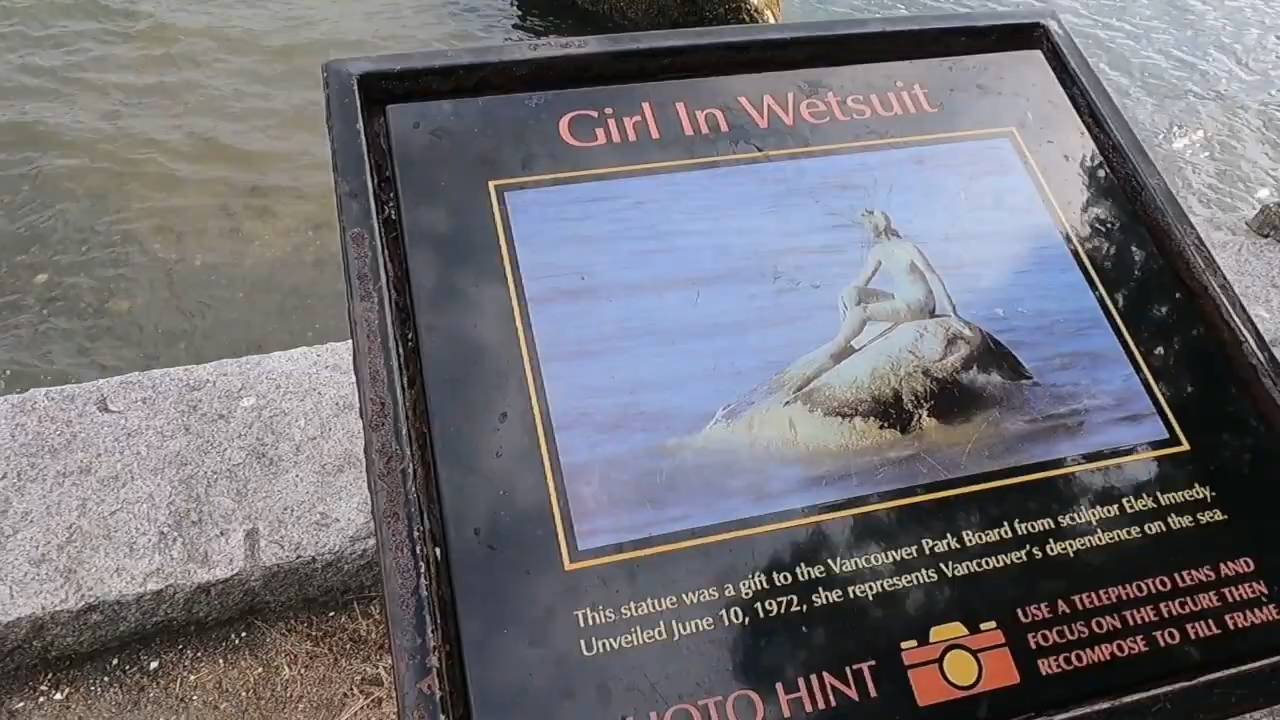 Girl In Wetsuit
This statue was a gift to the Vancouver Park Board from sculptor Elek Imredy.
Unveiled June 10, 1972, she represents Vancouver's dependence on the sea.
HOTO HINT
USE A TELEPHOTO LENS AND
FOCUS ON THE FIGURE THEN
RECOMPOSE TO FILL FRAME